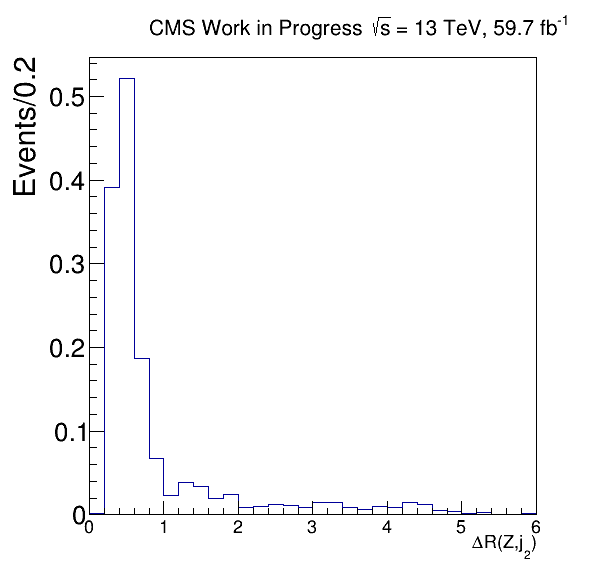 CMS Work in Progress √s = 13 TeV, 59.7 fb⁻¹
Events/0.2
0.5
0.4
0.3
0.2
0.1
0
0 1 2 3 4 5 6
ΔR(Z,j₂)